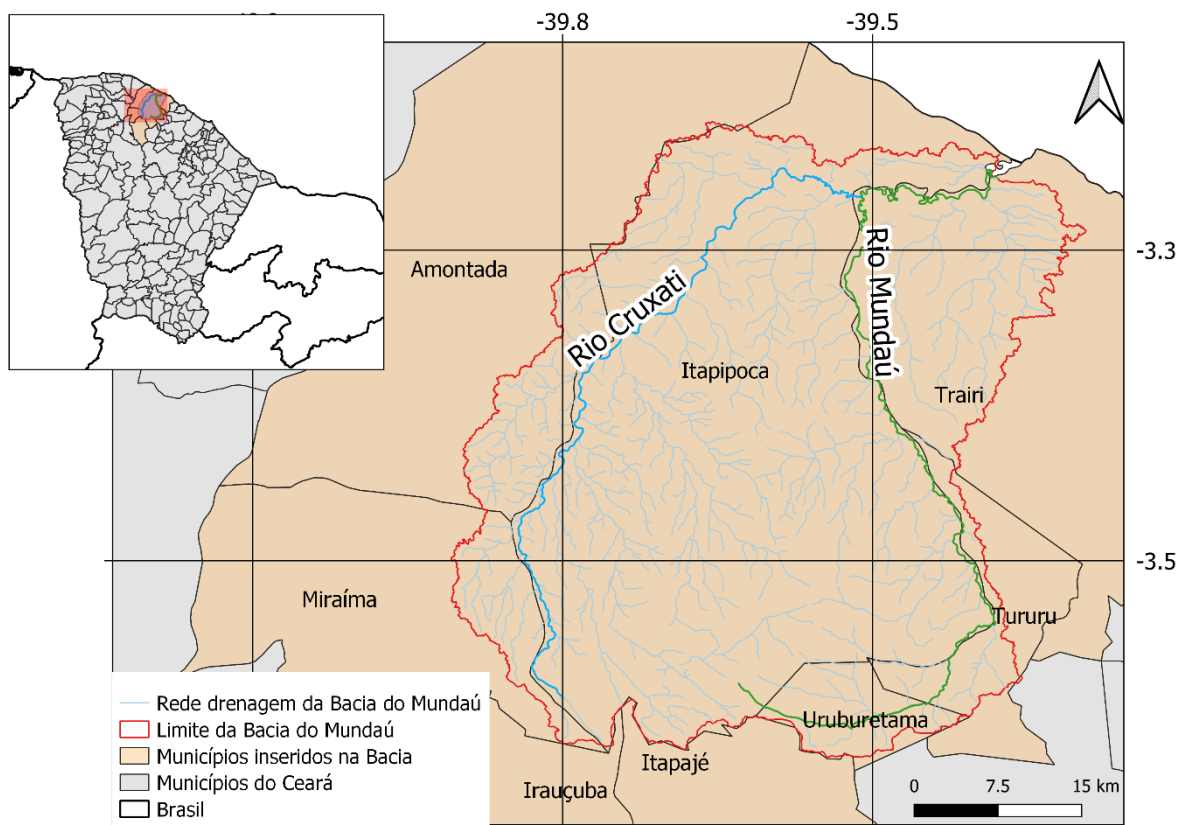 -39.8
-39.5
-3.3
Amontada
Rio Cruxati
Rio Mundaú
Itapipoca
Trairi
-3.5
Miraíma
Tururu
Rede drenagem da Bacia do Mundaú
Limite da Bacia do Mundaú
Municípios inseridos na Bacia
Municípios do Ceará
Brasil
Uruburetama
Itapajé
Irauçuba
0 7.5 15 km